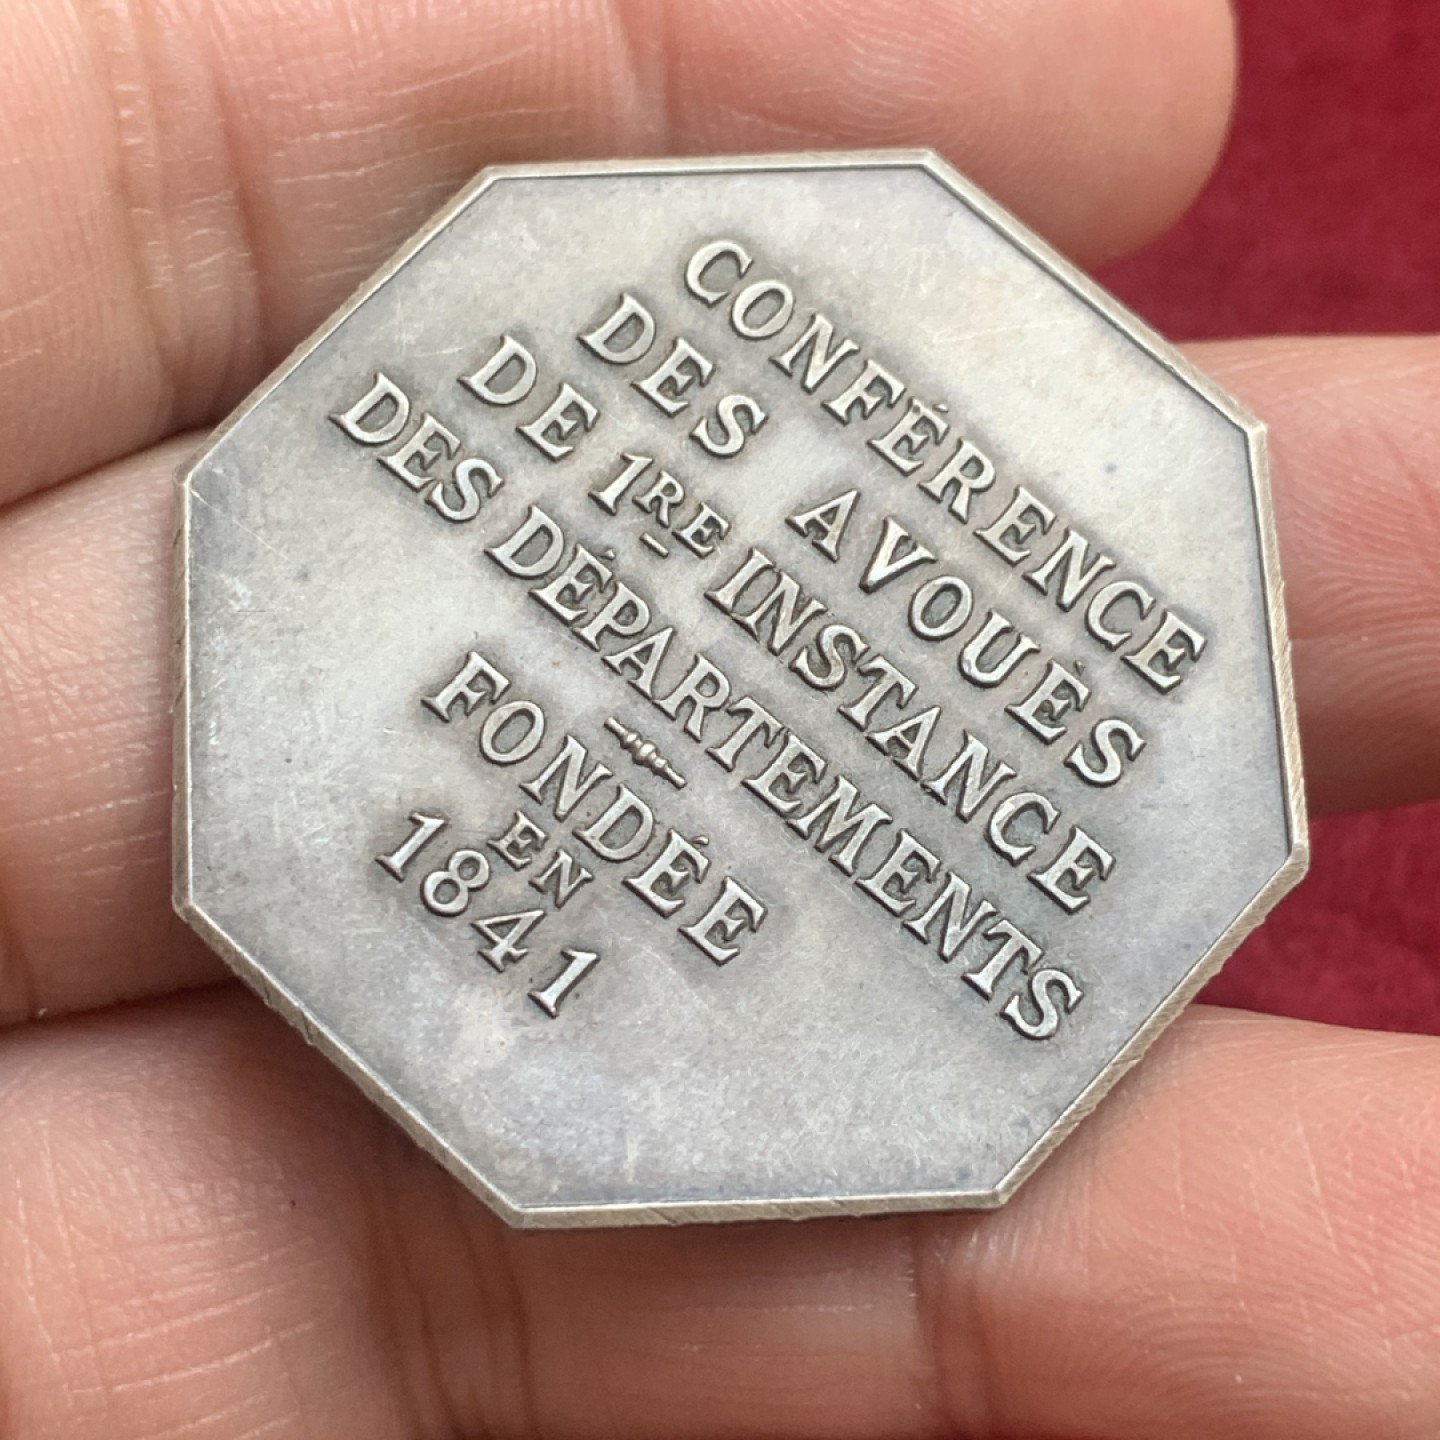 CONFÉRENCE
DES AVOUÉS
DE 1RE INSTANCE
DES DÉPARTEMENTS
FONDÉE
EN
1841